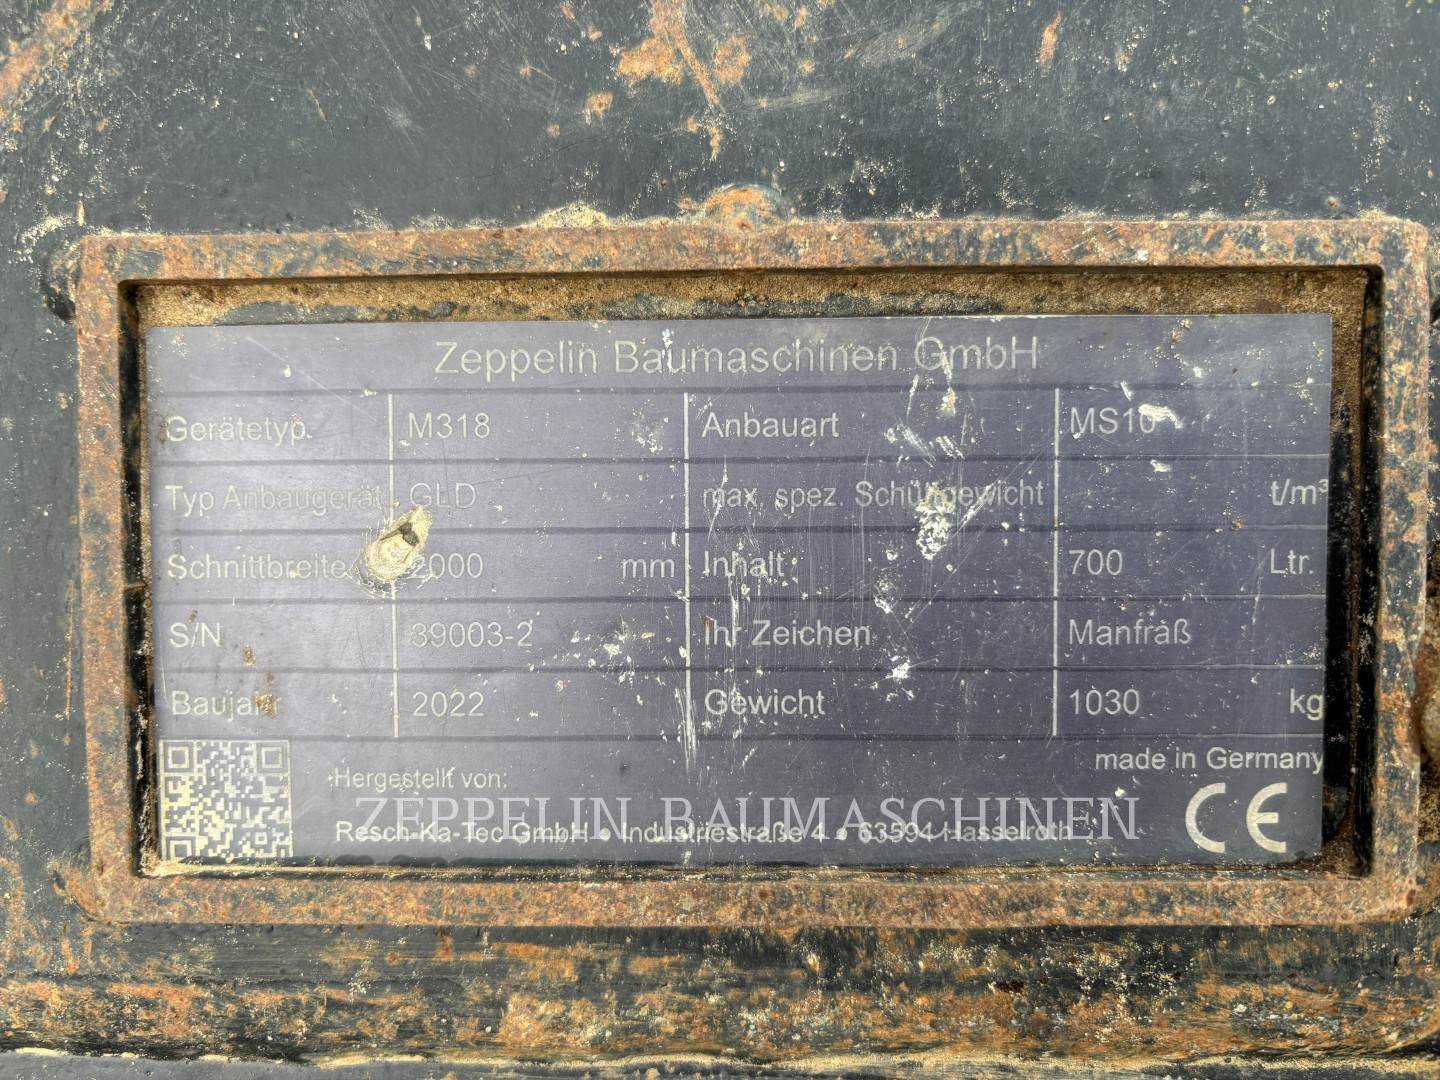 Zeppelin Baumaschinen GmbH
Gerätetyp. M318 Anbauart MS10
Typ Anbaugerät GLD max. spez. Schüttgewicht t/m³
Schnittbreite 2000 mm Inhalt 700 Ltr.
S/N 39003-2 Ihr Zeichen Manfraß
Baujahr 2022 Gewicht 1030 kg
made in Germany
Hergestellt von:
CE
ZEPPELIN BAUMASCHINEN
Resch-Ka-Tec GmbH • Industriestraße 4 • 63594 Hasselroth